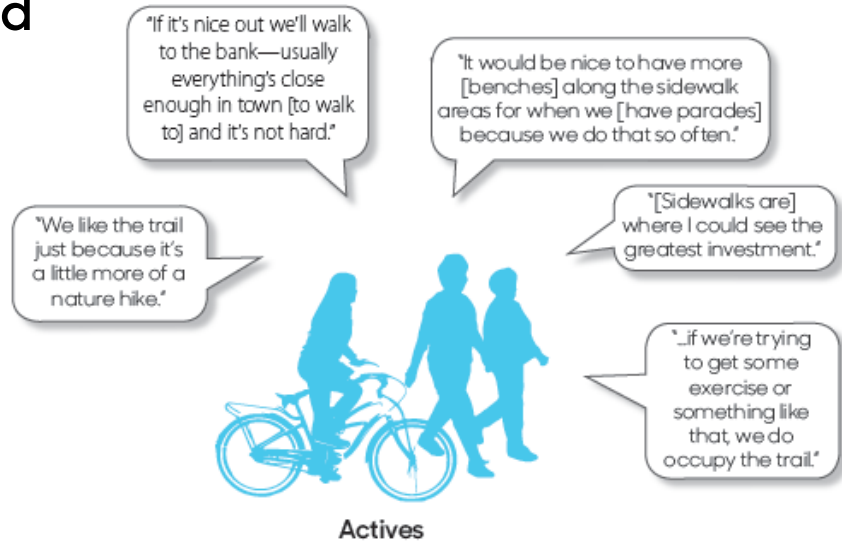 d
"If it's nice out we'll walk
to the bank—usually
everything's close
enough in town [to walk
to] and it's not hard."
"It would be nice to have more
[benches] along the sidewalk
areas for when we [have parades]
because we do that so often."
"[Sidewalks are]
where I could see the
greatest investment."
"We like the trail
just because it's
a little more of a
nature hike."
"...if we're trying
to get some
exercise or
something like
that, we do
occupy the trail."
Actives